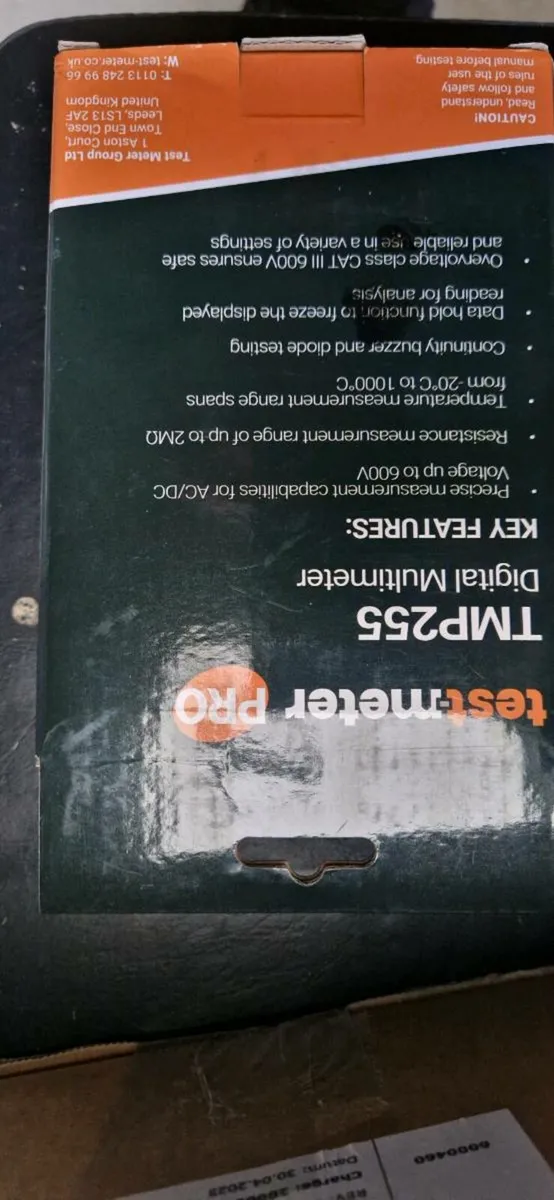 test-meter PRO
TMP255
Digital Multimeter
KEY FEATURES:
• Precise measurement capabilities for AC/DC
Voltage up to 600V
• Resistance measurement range of up to 2MΩ
• Temperature measurement range spans
from -20°C to 1000°C
• Continuity buzzer and diode testing
• Data hold function to freeze the displayed
reading for analysis
• Overvoltage class CAT III 600V ensures safe
and reliable use in a variety of settings
CAUTION!
Read, understand
and follow safety
rules of the user
manual before testing
Test Meter Group Ltd
1 Aston Court,
Town End Close,
Leeds, LS13 2AF
United Kingdom
T: 0113 248 99 66
W: test-meter.co.uk
6000460
Charge:
Datum: 30.04.2025